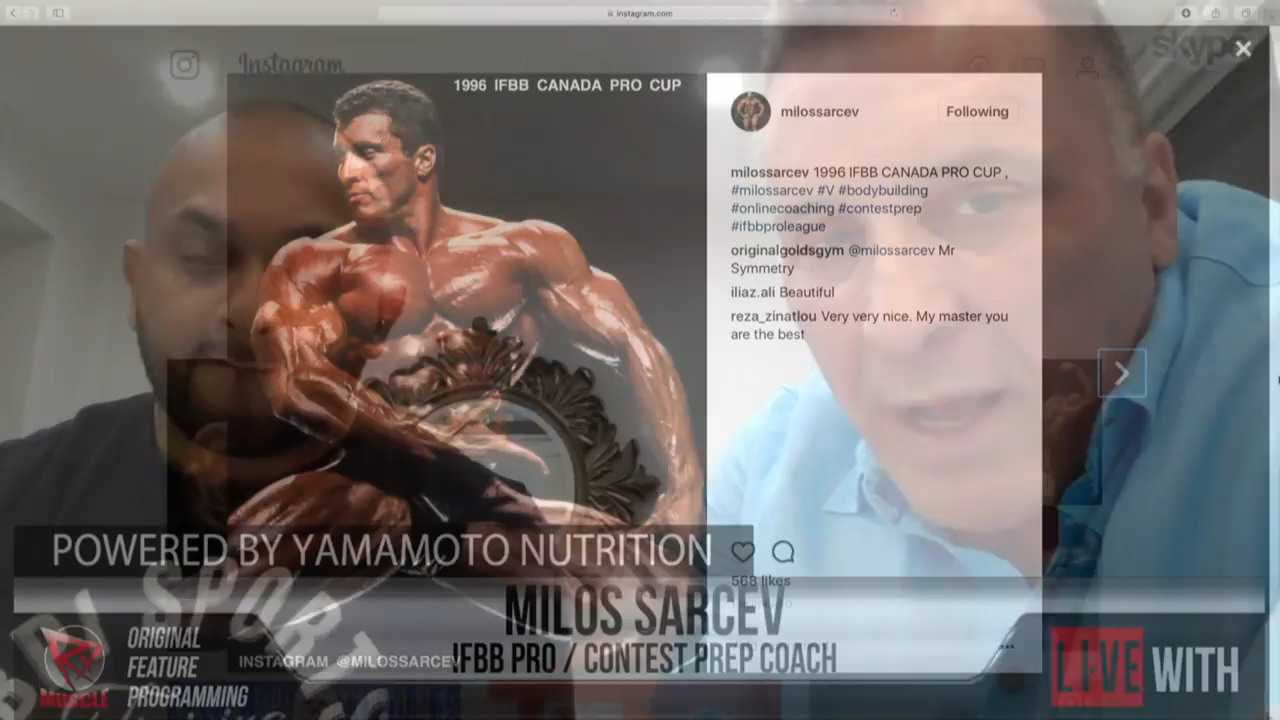 instagram.com
skype
Instagram
1996 IFBB CANADA PRO CUP
milossarcev
Following
milossarcev 1996 IFBB CANADA PRO CUP ,
#milossarcev #V #bodybuilding
#onlinecoaching #contestprep
#ifbbproleague
originalgoldsgym @milossarcev Mr
Symmetry
iliaz.ali Beautiful
reza_zinatlou Very very nice. My master you
are the best
568 likes
POWERED BY YAMAMOTO NUTRITION
MILOS SARCEV
IFBB PRO / CONTEST PREP COACH
INSTAGRAM @MILOSSARCEV
MUSCLE
ORIGINAL
FEATURE
PROGRAMMING
LIVE WITH
SPORT